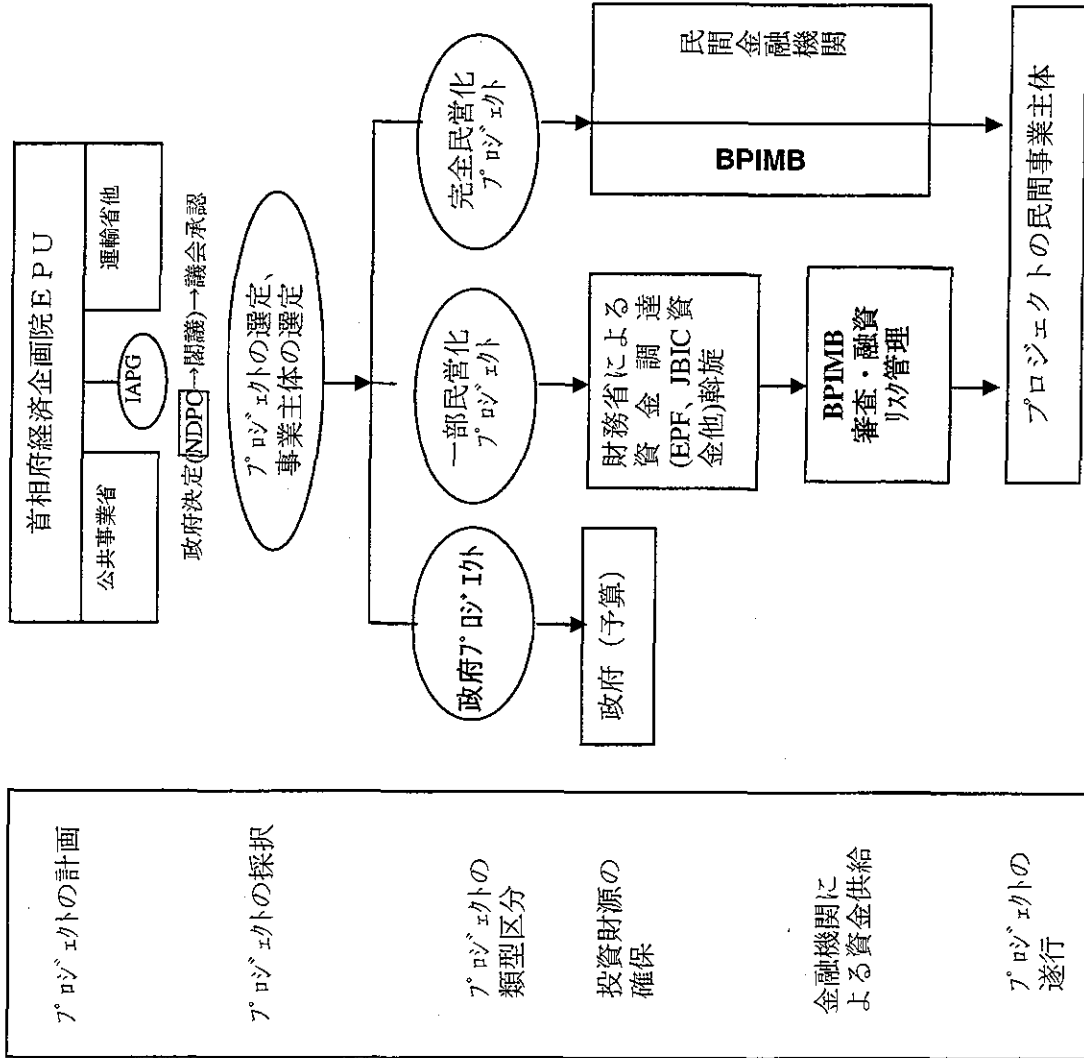 首相府経済企画院EPU
公共事業省
IAPG
運輸省他
政府決定(NDPC→閣議)→議会承認
プロジェクトの選定、
事業主体の選定
政府プロジェクト
一部民営化
プロジェクト
完全民営化
プロジェクト
政府（予算）
財務省による
資金調達
(EPF、JBIC資
金他)斡旋
BPIMB
審査・融資
リスク管理
BPIMB
民間金融機関
プロジェクトの民間事業主体
プロジェクトの計画
プロジェクトの採択
プロジェクトの
類型区分
投資財源の
確保
金融機関に
よる資金供給
プロジェクトの
遂行